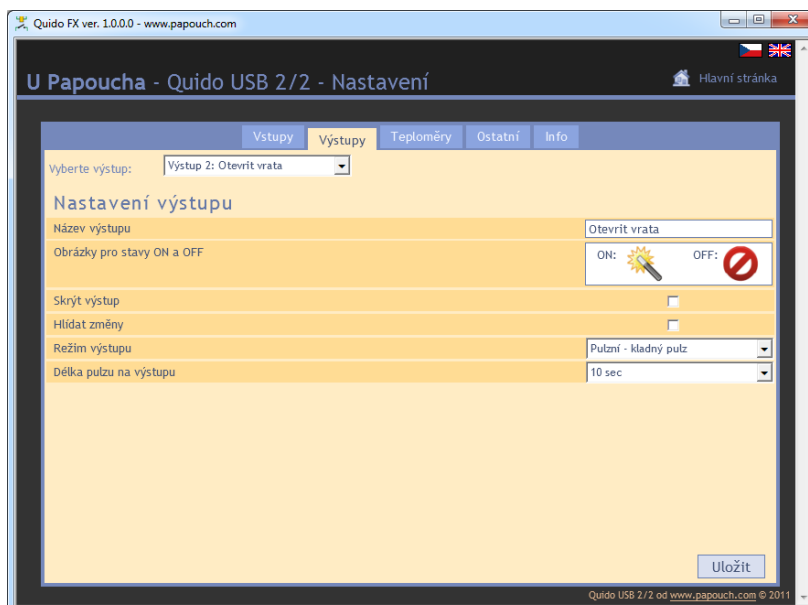 Quido FX ver. 1.0.0.0 - www.papouch.com
U Papoucha - Quido USB 2/2 - Nastavení
Hlavní stránka
Vstupy Výstupy Teploměry Ostatní Info
Vyberte výstup: Výstup 2: Otevrit vrata
Nastavení výstupu
Název výstupu Otevrit vrata
Obrázky pro stavy ON a OFF ON: OFF:
Skrýt výstup
Hlídat změny
Režim výstupu Pulzní - kladný pulz
Délka pulzu na výstupu 10 sec
Uložit
Quido USB 2/2 od www.papouch.com © 2011